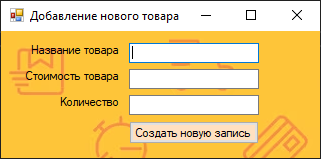 Добавление нового товара
Название товара
Стоимость товара
Количество
Создать новую запись